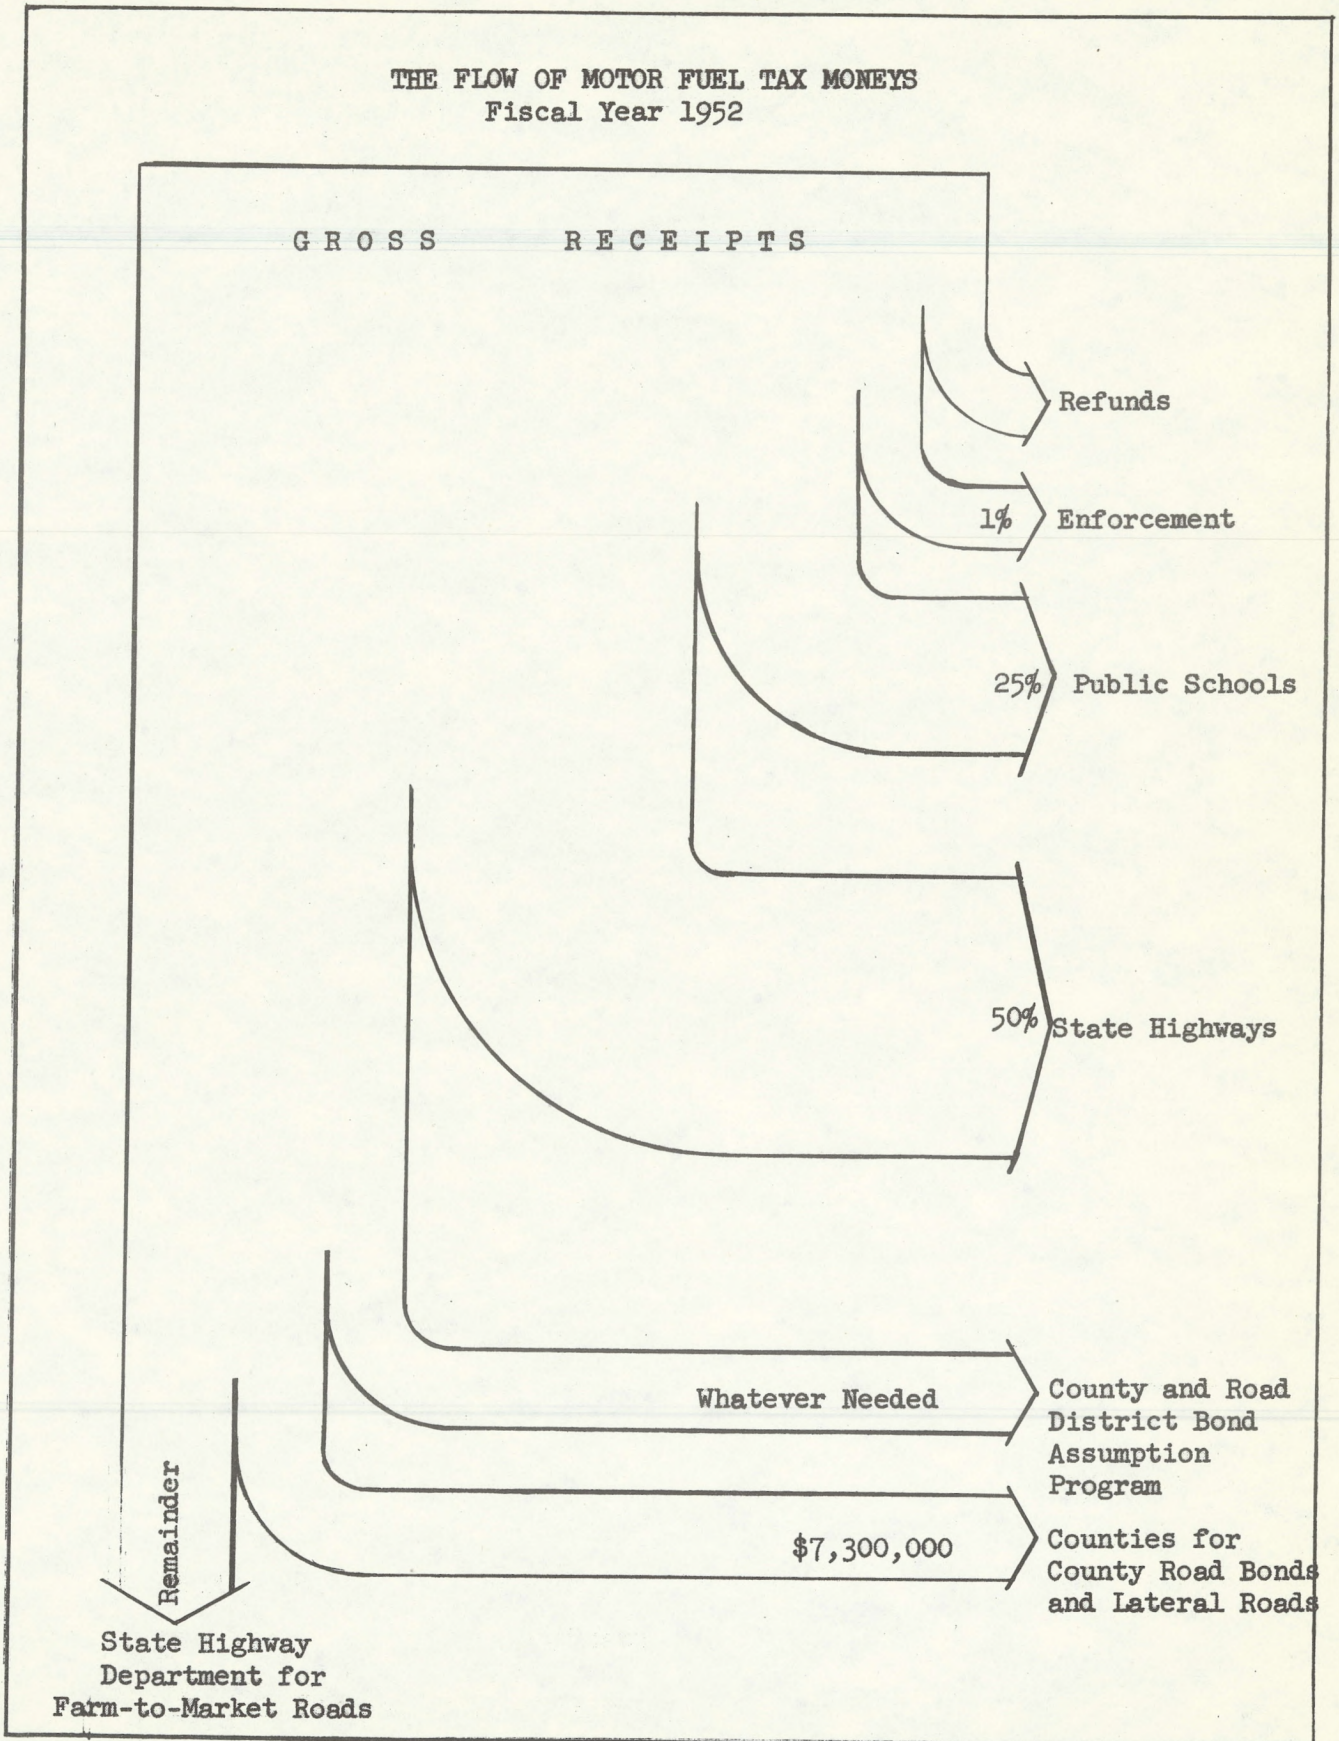 THE FLOW OF MOTOR FUEL TAX MONEYS
Fiscal Year 1952
GROSS RECEIPTS
Refunds
1% Enforcement
25% Public Schools
50% State Highways
Whatever Needed
County and Road
District Bond
Assumption
Program
$7,300,000
Counties for
County Road Bonds
and Lateral Roads
Remainder
State Highway
Department for
Farm-to-Market Roads